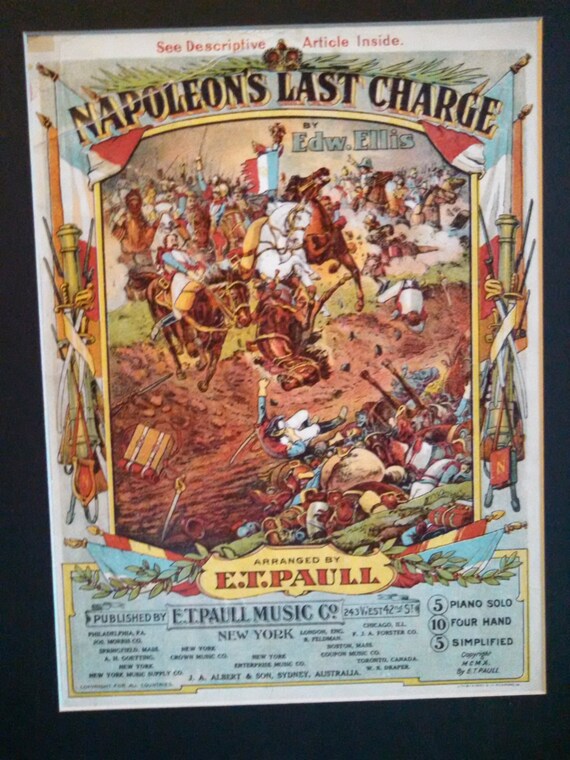 See Descriptive Article Inside.
NAPOLEON'S LAST CHARGE
BY
Edw. Ellis
N
ARRANGED BY
E.T. PAULL
PUBLISHED BY E.T. PAULL MUSIC Co. 243 WEST 42ND ST.
NEW YORK
PHILADELPHIA, PA.
JOS. MORRIS CO.
SPRINGFIELD, MASS.
A. H. GOETTING.
NEW YORK
NEW YORK MUSIC SUPPLY CO.
NEW YORK
CROWN MUSIC CO.
NEW YORK
ENTERPRISE MUSIC CO.
LONDON, ENG.
B. FELDMAN.
BOSTON, MASS.
COUPON MUSIC CO.
TORONTO, CANADA.
W. R. DRAPER.
CHICAGO, ILL.
F. J. A. FORSTER CO.
J. A. ALBERT & SON, SYDNEY, AUSTRALIA.
5 PIANO SOLO
10 FOUR HAND
5 SIMPLIFIED
Copyright
By E.T. PAULL
COPYRIGHT FOR ALL COUNTRIES